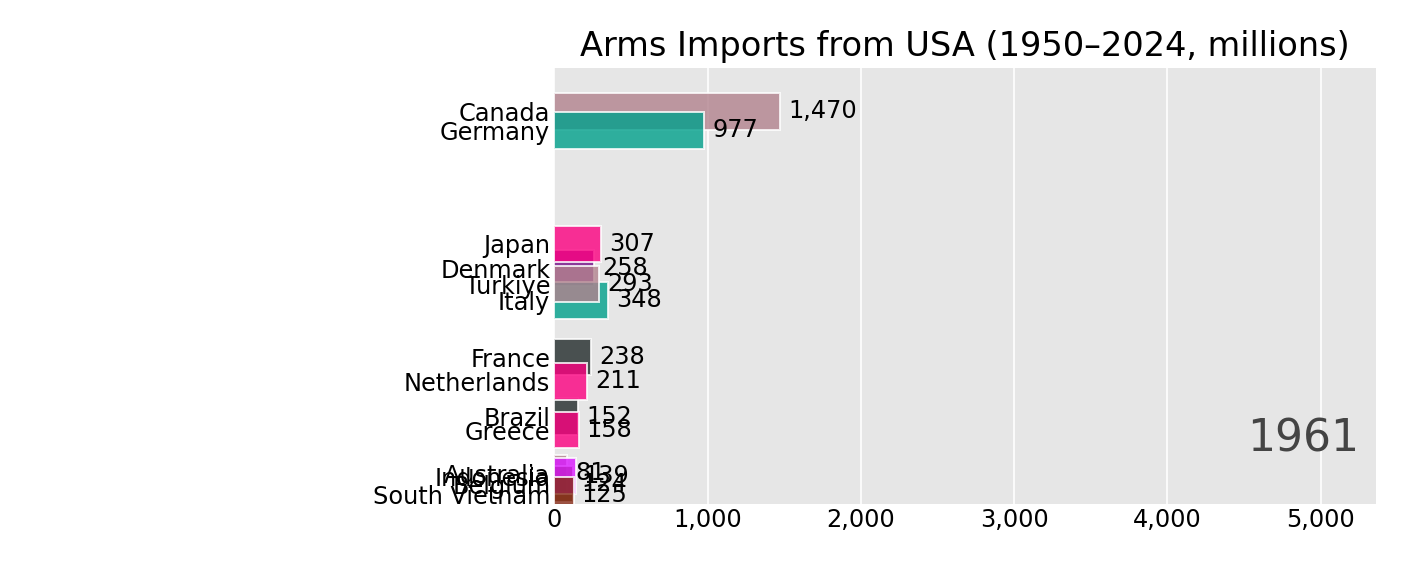 Arms Imports from USA (1950–2024, millions)
Canada 1,470
Germany 977
Japan 307
Denmark 258
Türkiye 293
Italy 348
France 238
Netherlands 211
Brazil 152
Greece 158
1961
Australia 81
139
Belgium 124
South Vietnam 125
0 1,000 2,000 3,000 4,000 5,000